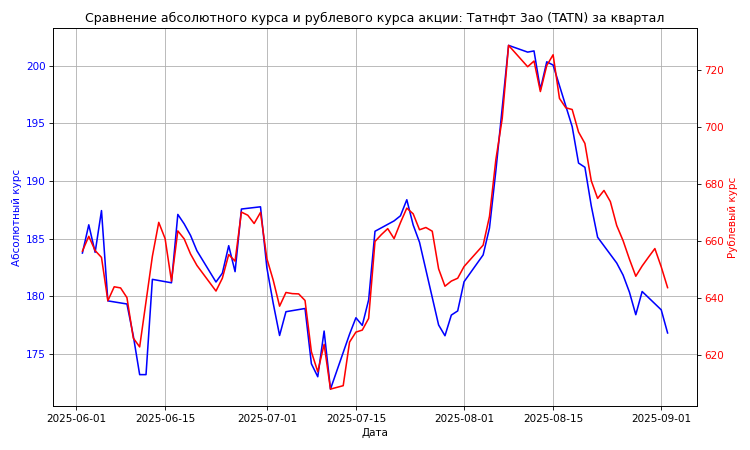 Сравнение абсолютного курса и рублевого курса акции: Татнфт 3ао (TATN) за квартал
200
195
190
185
180
175
Абсолютный курс
720
700
680
660
640
620
Рублевый курс
2025-06-01 2025-06-15 2025-07-01 2025-07-15 2025-08-01 2025-08-15 2025-09-01
Дата